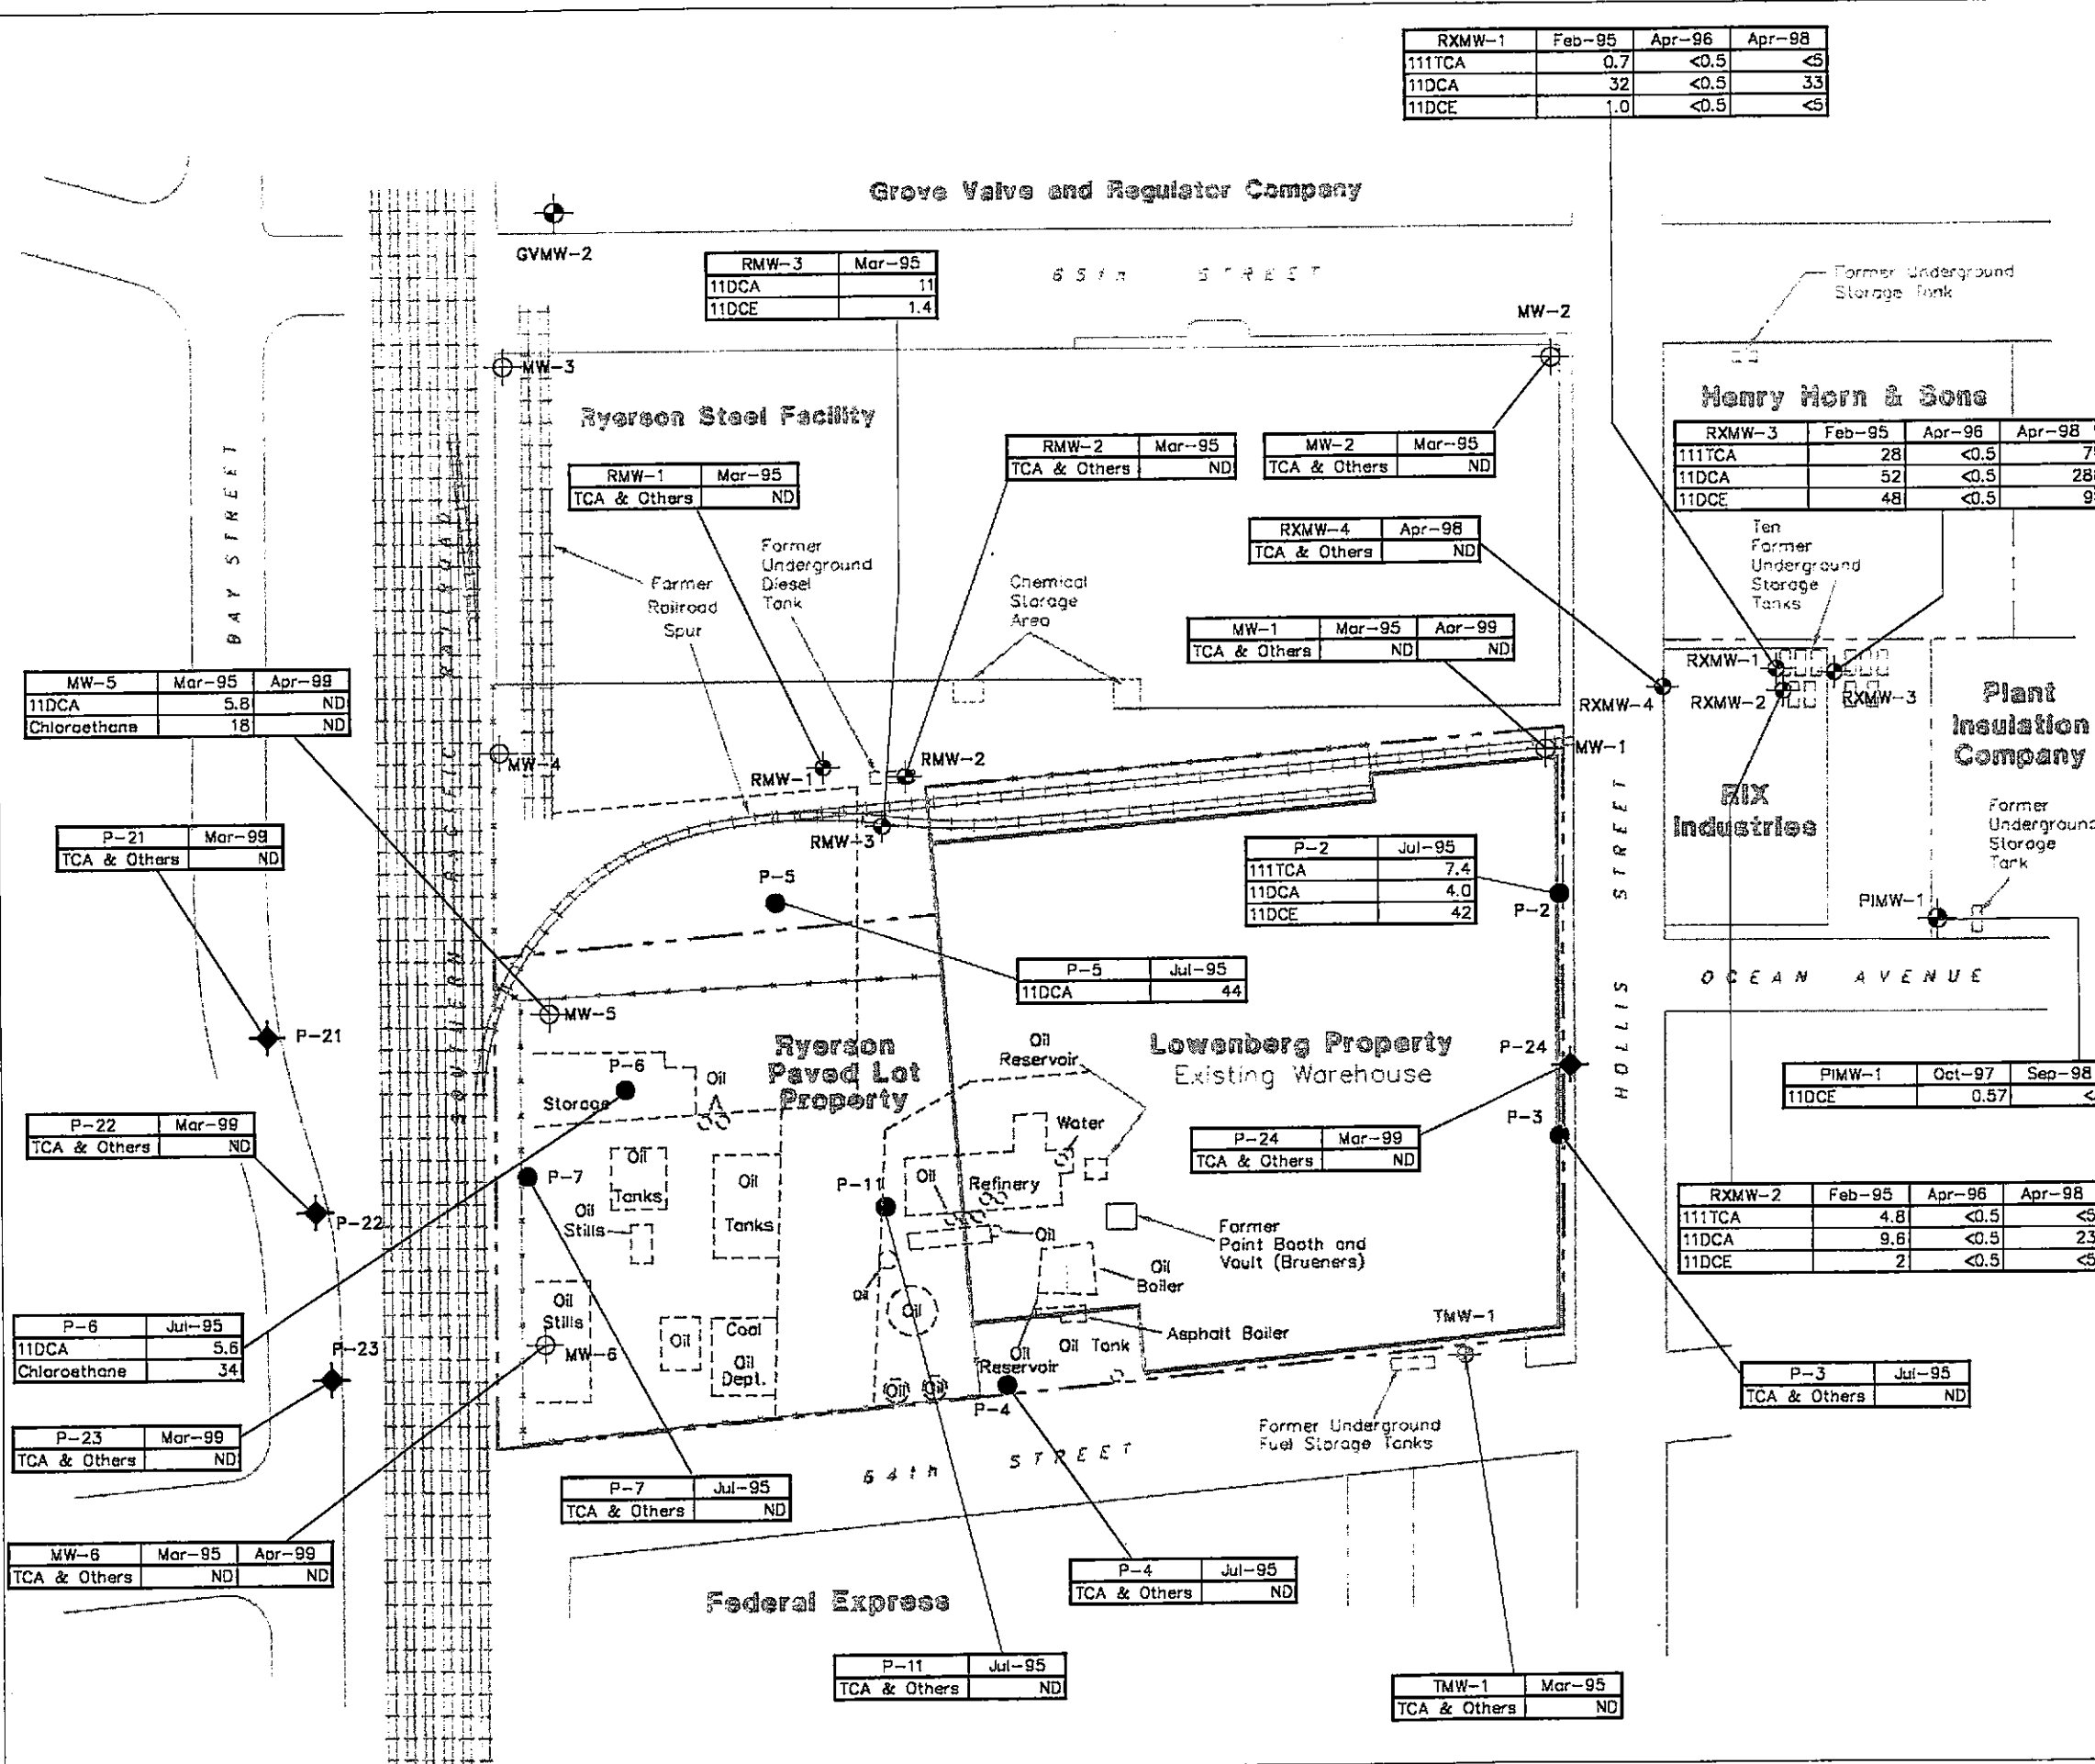 RXMW-1 Feb-95 Apr-96 Apr-98
111TCA 0.7 <0.5 <5
11DCA 32 <0.5 33
11DCE 1.0 <0.5 <5
Grove Valve and Regulator Company
GVMW-2
RMW-3 Mar-95
11DCA 11
11DCE 1.4
65th STREET
Former Underground
Storage Tank
MW-2
MW-3
Ryerson Steel Facility
Henry Horn & Sons
RMW-1 Mar-95
TCA & Others ND
RMW-2 Mar-95
TCA & Others ND
MW-2 Mar-95
TCA & Others ND
RXMW-3 Feb-95 Apr-96 Apr-98
111TCA 28 <0.5
11DCA 52 <0.5
11DCE 48 <0.5
RXMW-4 Apr-98
TCA & Others ND
Ten
Former
Underground
Storage
Tanks
BAY STREET
SOUTHERN PACIFIC RAILROAD
Former
Railroad
Spur
Former
Underground
Diesel
Tank
Chemical
Storage
Area
MW-1 Mar-95 Apr-99
TCA & Others ND ND
MW-5 Mar-95 Apr-99
11DCA 5.8 ND
Chloroethane 18 ND
RXMW-1
RXMW-2
RXMW-3
RXMW-4
Plant
Insulation
Company
MW-4
RMW-1
RMW-2
MW-1
RMW-3
RIX
Industries
Former
Underground
Storage
Tank
P-21 Mar-99
TCA & Others ND
P-2 Jul-95
111TCA 7.4
11DCA 4.0
11DCE 42
P-5
P-2
PIMW-1
HOLLIS STREET
P-5 Jul-95
11DCA 44
OCEAN AVENUE
MW-5
P-21
Ryerson
Paved Lot
Property
Oil
Reservoir
Lowenberg Property
Existing Warehouse
P-24
P-6
Storage
Oil
PIMW-1 Oct-97 Sep-98
11DCE 0.57
P-22 Mar-99
TCA & Others ND
Water
P-24 Mar-99
TCA & Others ND
P-3
P-7
Oil
Tanks
Oil
Tanks
Oil
Stills
P-11
Oil
Refinery
P-22
Oil
Former
Paint Booth and
Vault (Brueners)
RXMW-2 Feb-95 Apr-96 Apr-98
111TCA 4.8 <0.5 <5
11DCA 9.6 <0.5 23
11DCE 2 <0.5 <5
Oil
Boiler
Oil
Oil
Oil
Stills
P-6 Jul-95
11DCA 5.6
Chloroethane 34
P-23
MW-6
Oil
Coal
Oil
Dept.
TMW-1
Asphalt Boiler
Oil Tank
Oil
Reservoir
Oil
Oil
P-4
P-3 Jul-95
TCA & Others ND
P-23 Mar-99
TCA & Others ND
Former Underground
Fuel Storage Tanks
64th STREET
P-7 Jul-95
TCA & Others ND
MW-6 Mar-95 Apr-99
TCA & Others ND ND
P-4 Jul-95
TCA & Others ND
Federal Express
P-11 Jul-95
TCA & Others ND
TMW-1 Mar-95
TCA & Others ND